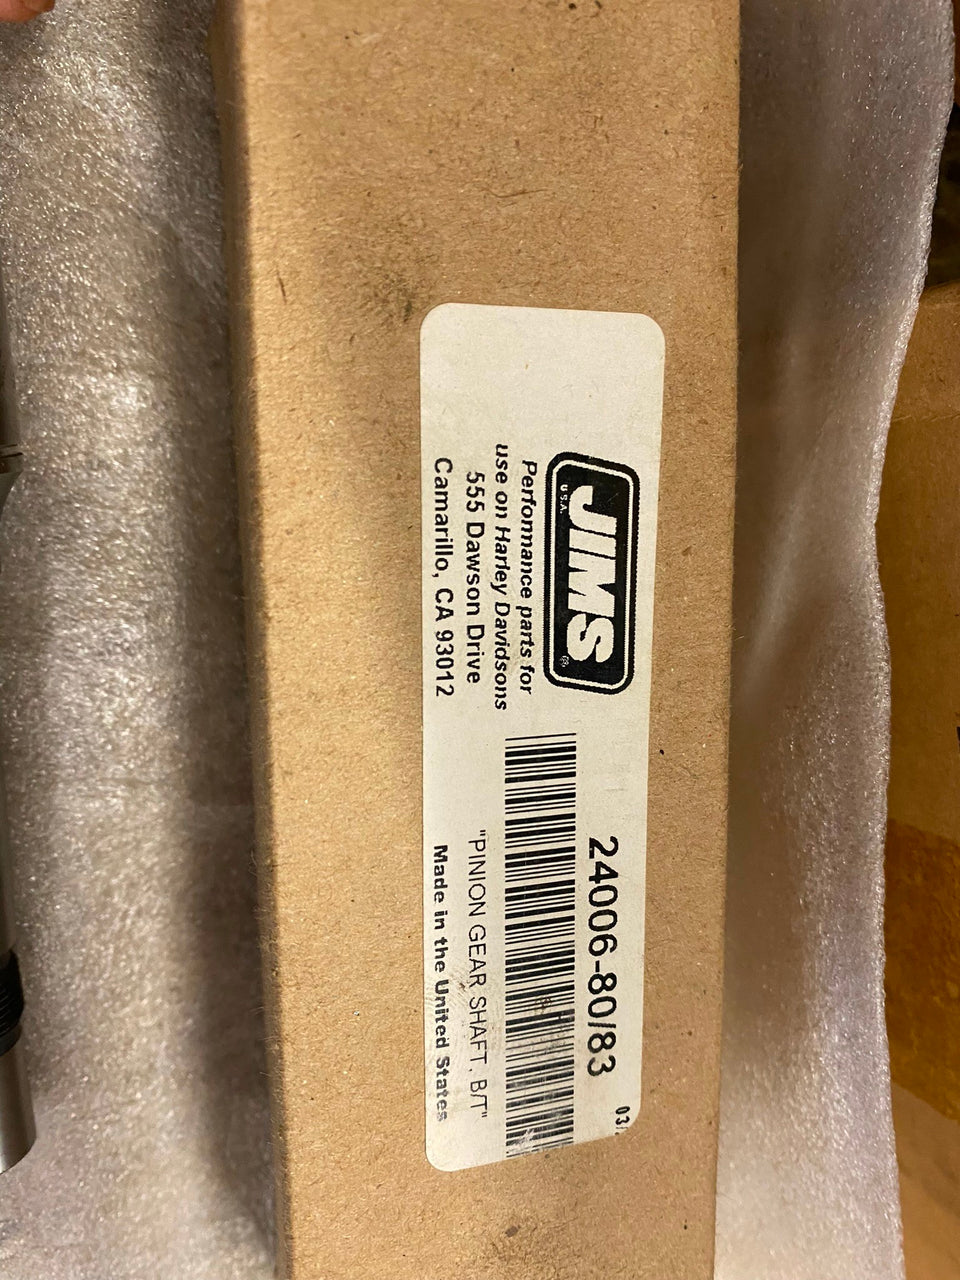 JIMS
U.S.A.
®
Performance parts for
use on Harley Davidsons
555 Dawson Drive
Camarillo, CA 93012
24006-80/83
"PINION GEAR SHAFT , B/T"
Made in the United States